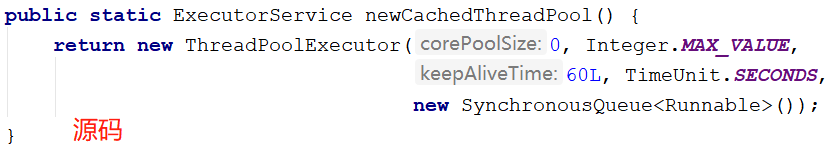 public static ExecutorService newCachedThreadPool() {
return new ThreadPoolExecutor( corePoolSize: 0, Integer.MAX_VALUE,
keepAliveTime: 60L, TimeUnit.SECONDS,
new SynchronousQueue<Runnable>());
} 源码